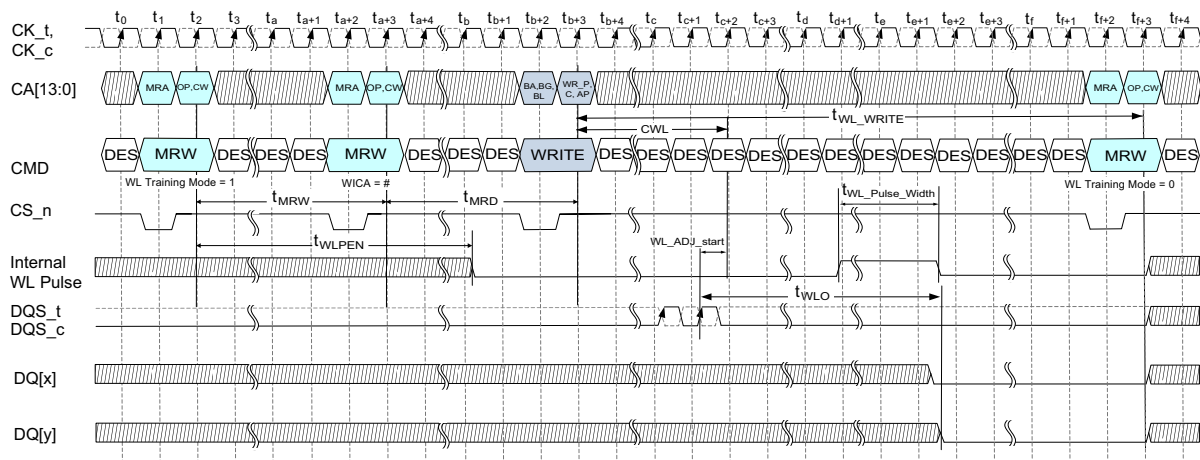 t0 t1 t2 t3 ta ta+1 ta+2 ta+3 ta+4 tb tb+1 tb+2 tb+3 tb+4 tc tc+1 tc+2 tc+3 td td+1 te te+1 te+2 te+3 tf tf+1 tf+2 tf+3 tf+4
CK_t,
CK_c
CA[13:0] MRA OP,CW MRA OP,CW BA,BG, BL WR_P, C, AP MRA OP,CW
tWL_WRITE
CWL
CMD DES MRW DES DES DES MRW DES DES DES WRITE DES DES DES DES DES DES DES DES DES DES DES DES MRW DES
WL Training Mode = 1 WICA = # WL Training Mode = 0
tMRW tMRD tWL_Pulse_Width
CS_n
tWLPEN WL_ADJ_start
Internal
WL Pulse
tWLO
DQS_t
DQS_c
DQ[x]
DQ[y]